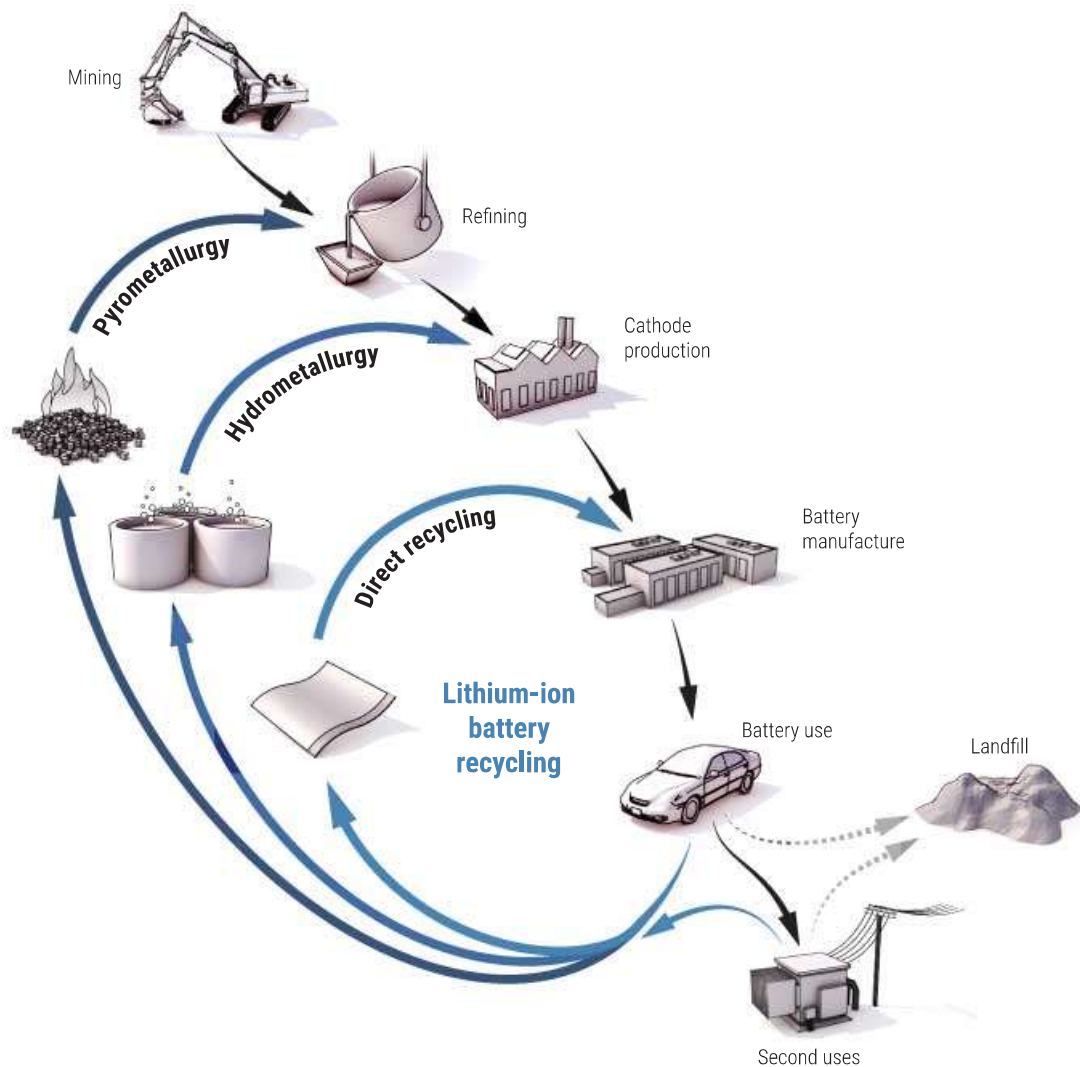 Mining
Refining
Pyrometallurgy
Cathode
production
Hydrometallurgy
Battery
manufacture
Direct recycling
Lithium-ion
battery
recycling
Battery use
Landfill
Second uses